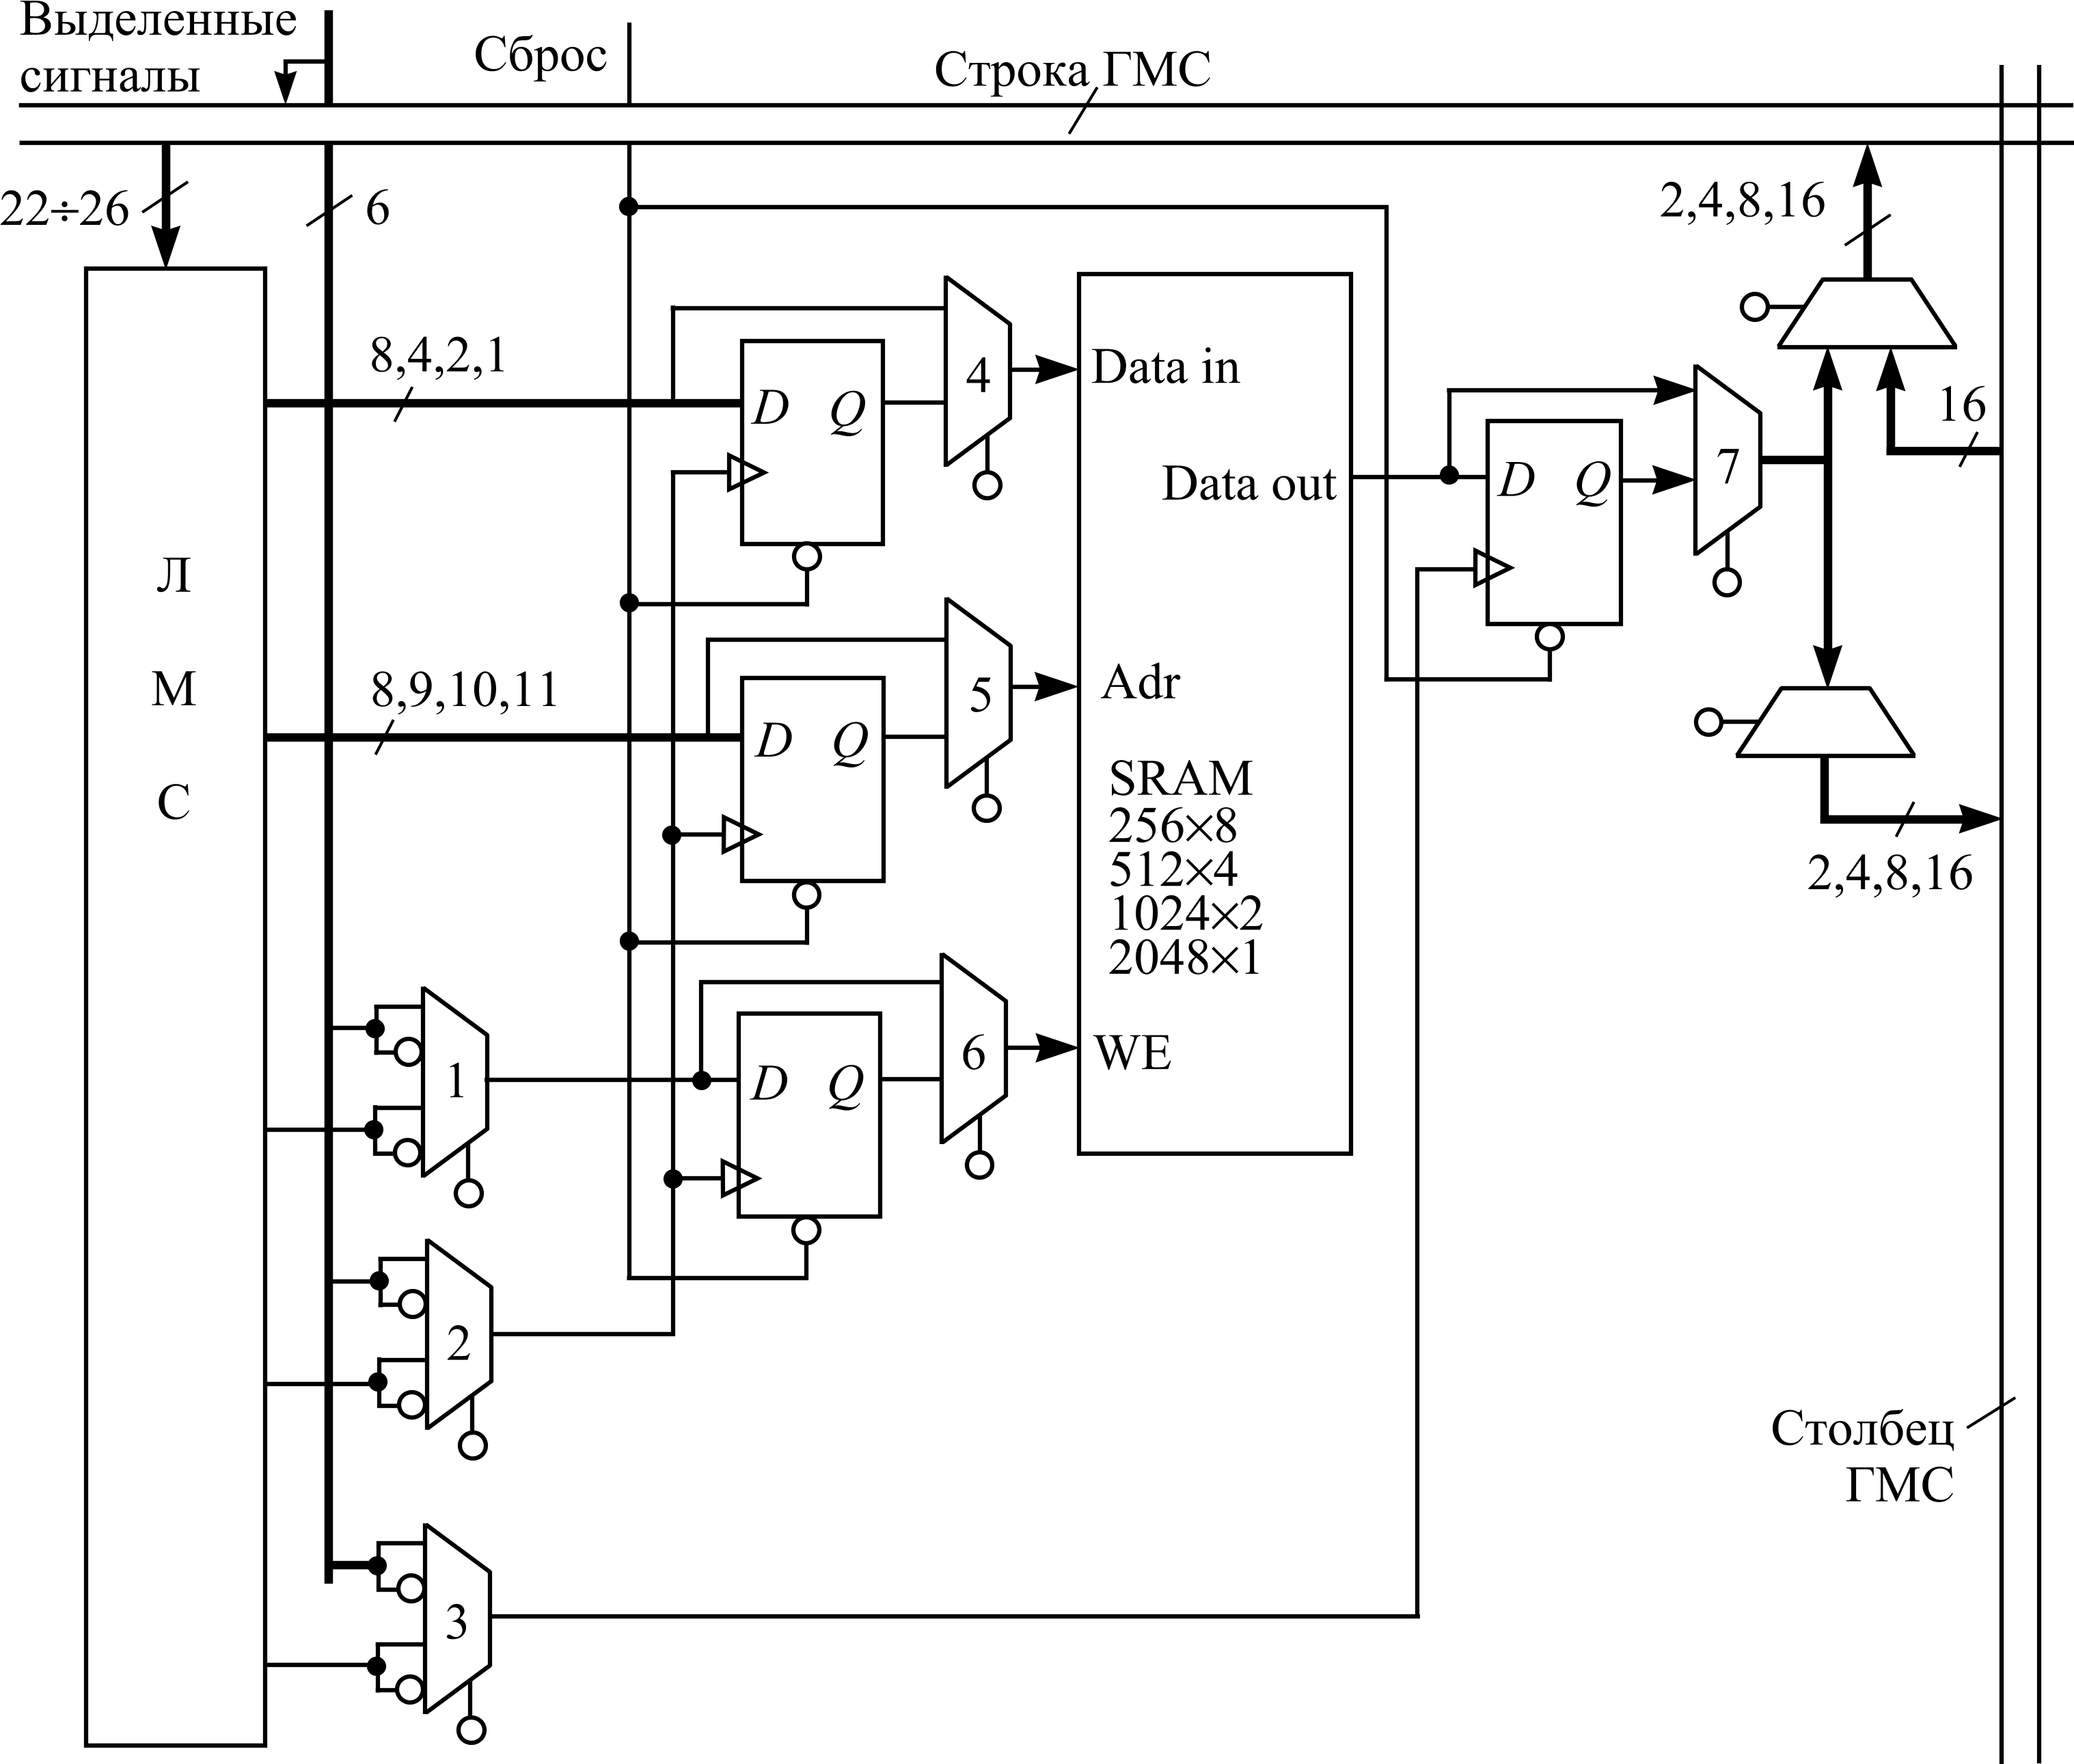 Выделенные
сигналы
Сброс
Строка ГМС
22÷26
6
2,4,8,16
8,4,2,1
D Q
4
Data in
16
Data out
D Q
7
Л
М
С
8,9,10,11
D Q
5
Adr
SRAM
256×8
512×4
1024×2
2048×1
2,4,8,16
1
D Q
6
WE
2
3
Столбец
ГМС